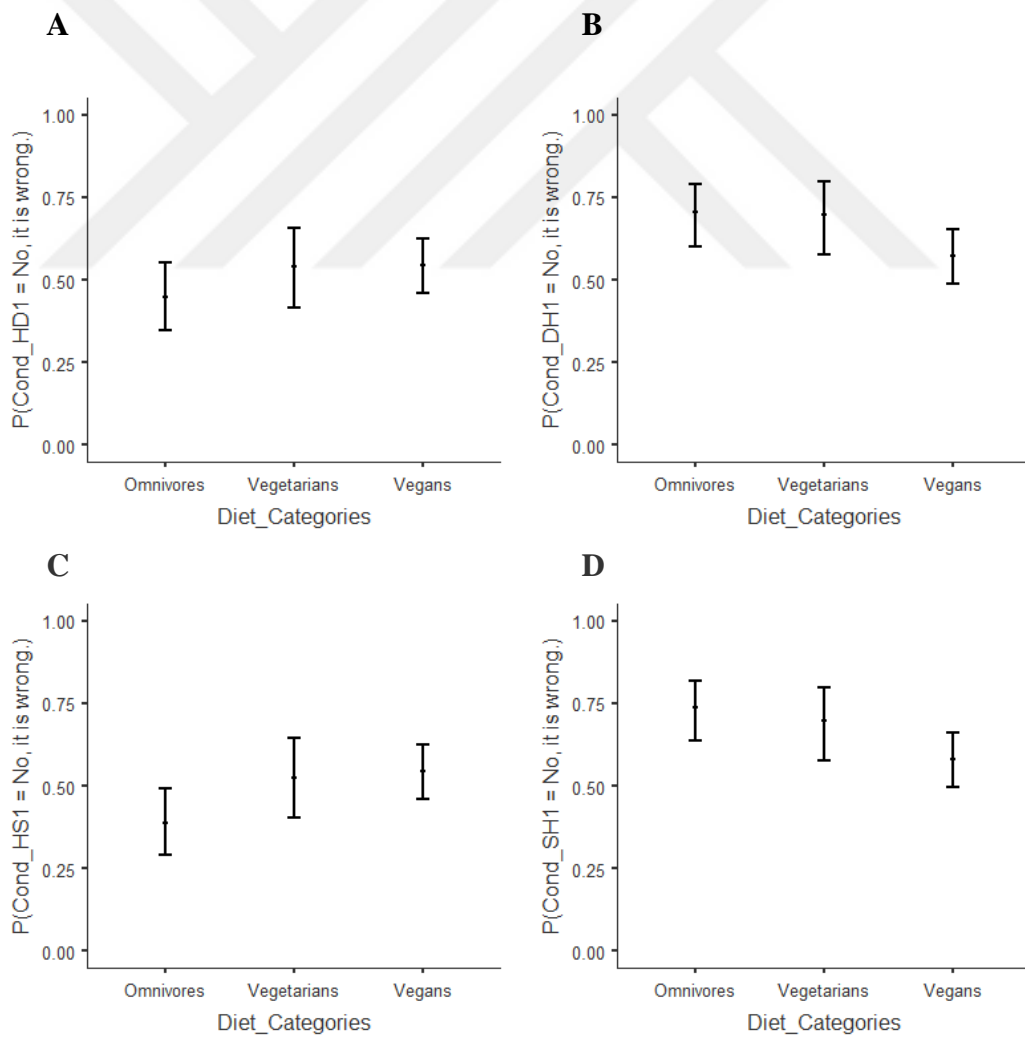 A
P(Cond_HD1 = No, it is wrong.)
1.00
0.75
0.50
0.25
0.00
Omnivores Vegetarians Vegans
Diet_Categories
B
P(Cond_DH1 = No, it is wrong.)
1.00
0.75
0.50
0.25
0.00
Omnivores Vegetarians Vegans
Diet_Categories
C
P(Cond_HS1 = No, it is wrong.)
1.00
0.75
0.50
0.25
0.00
Omnivores Vegetarians Vegans
Diet_Categories
D
P(Cond_SH1 = No, it is wrong.)
1.00
0.75
0.50
0.25
0.00
Omnivores Vegetarians Vegans
Diet_Categories